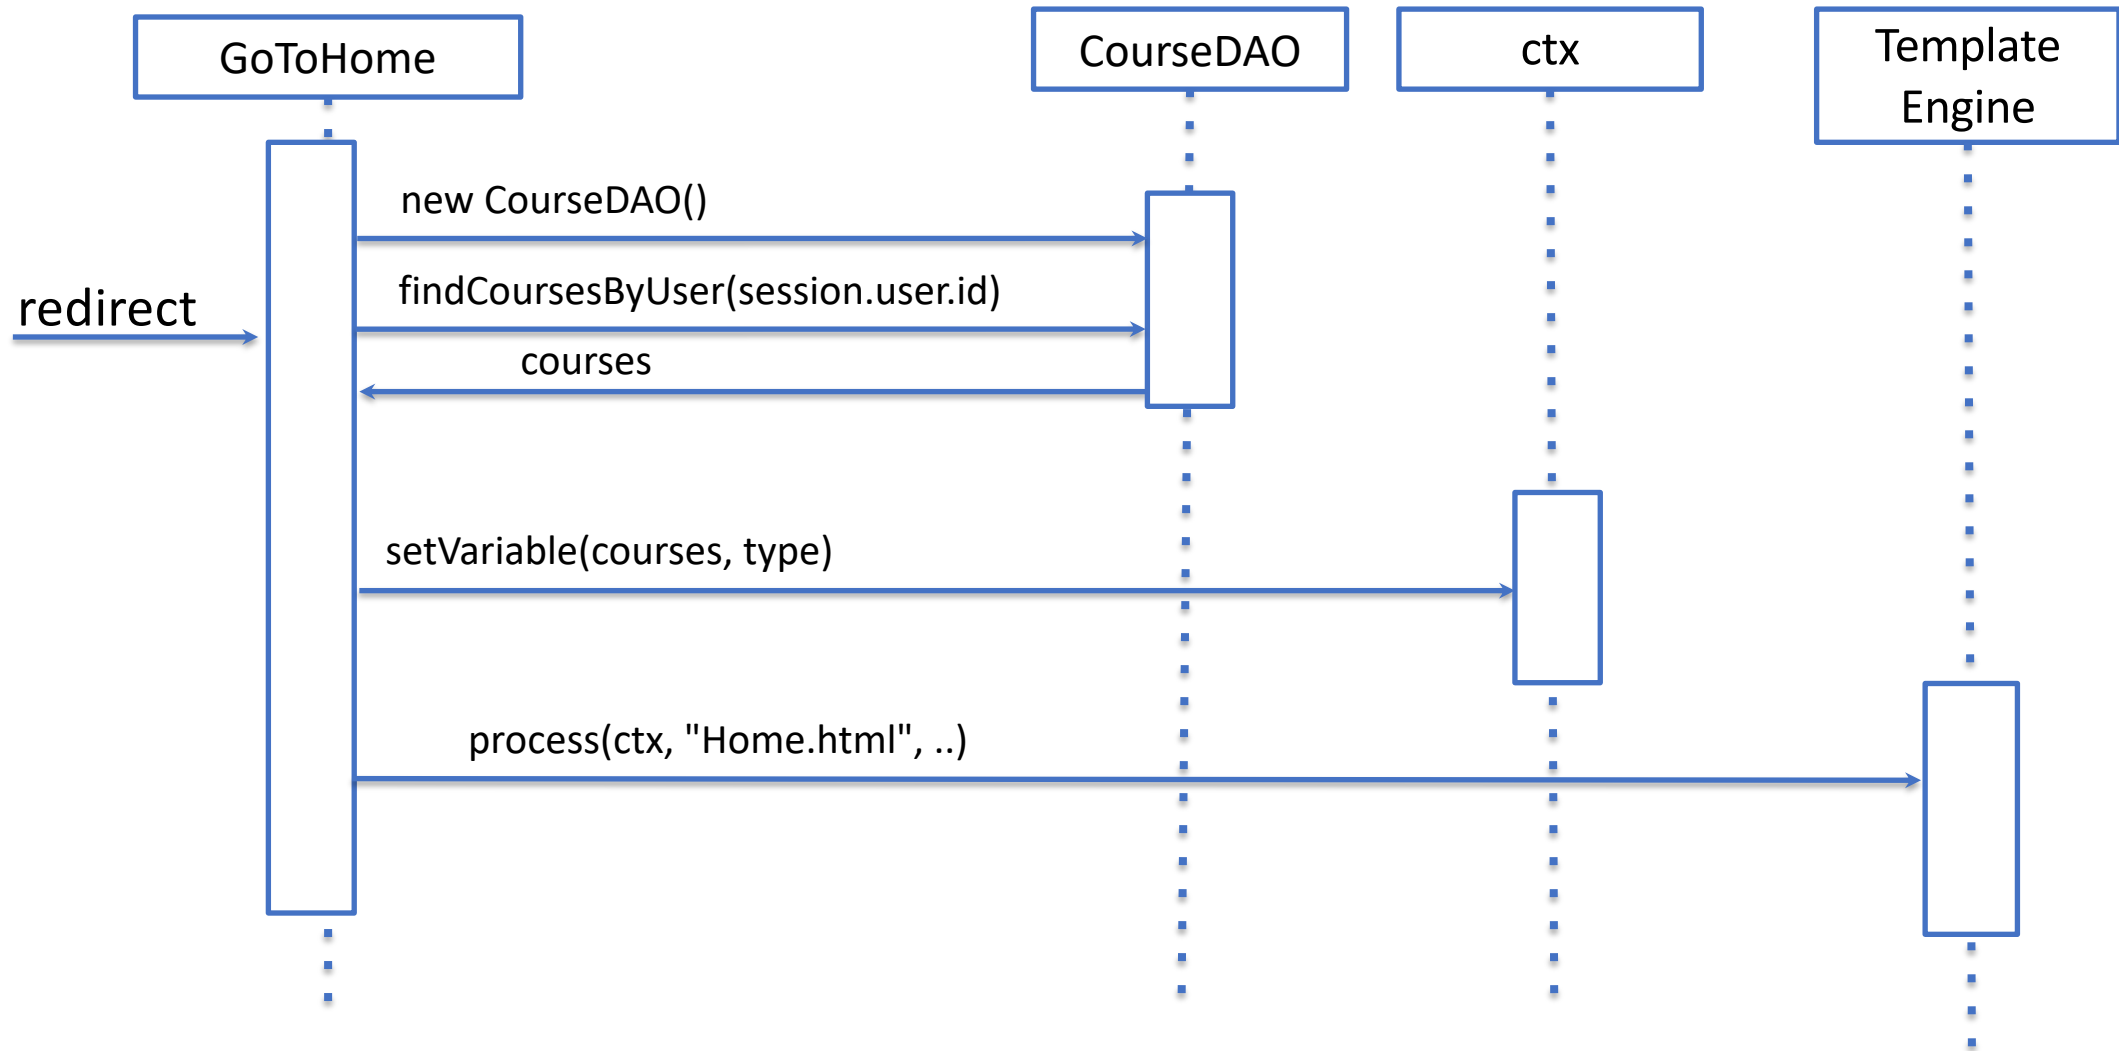 GoToHome
CourseDAO
ctx
Template
Engine
new CourseDAO()
findCoursesByUser(session.user.id)
redirect
courses
setVariable(courses, type)
process(ctx, "Home.html", ..)